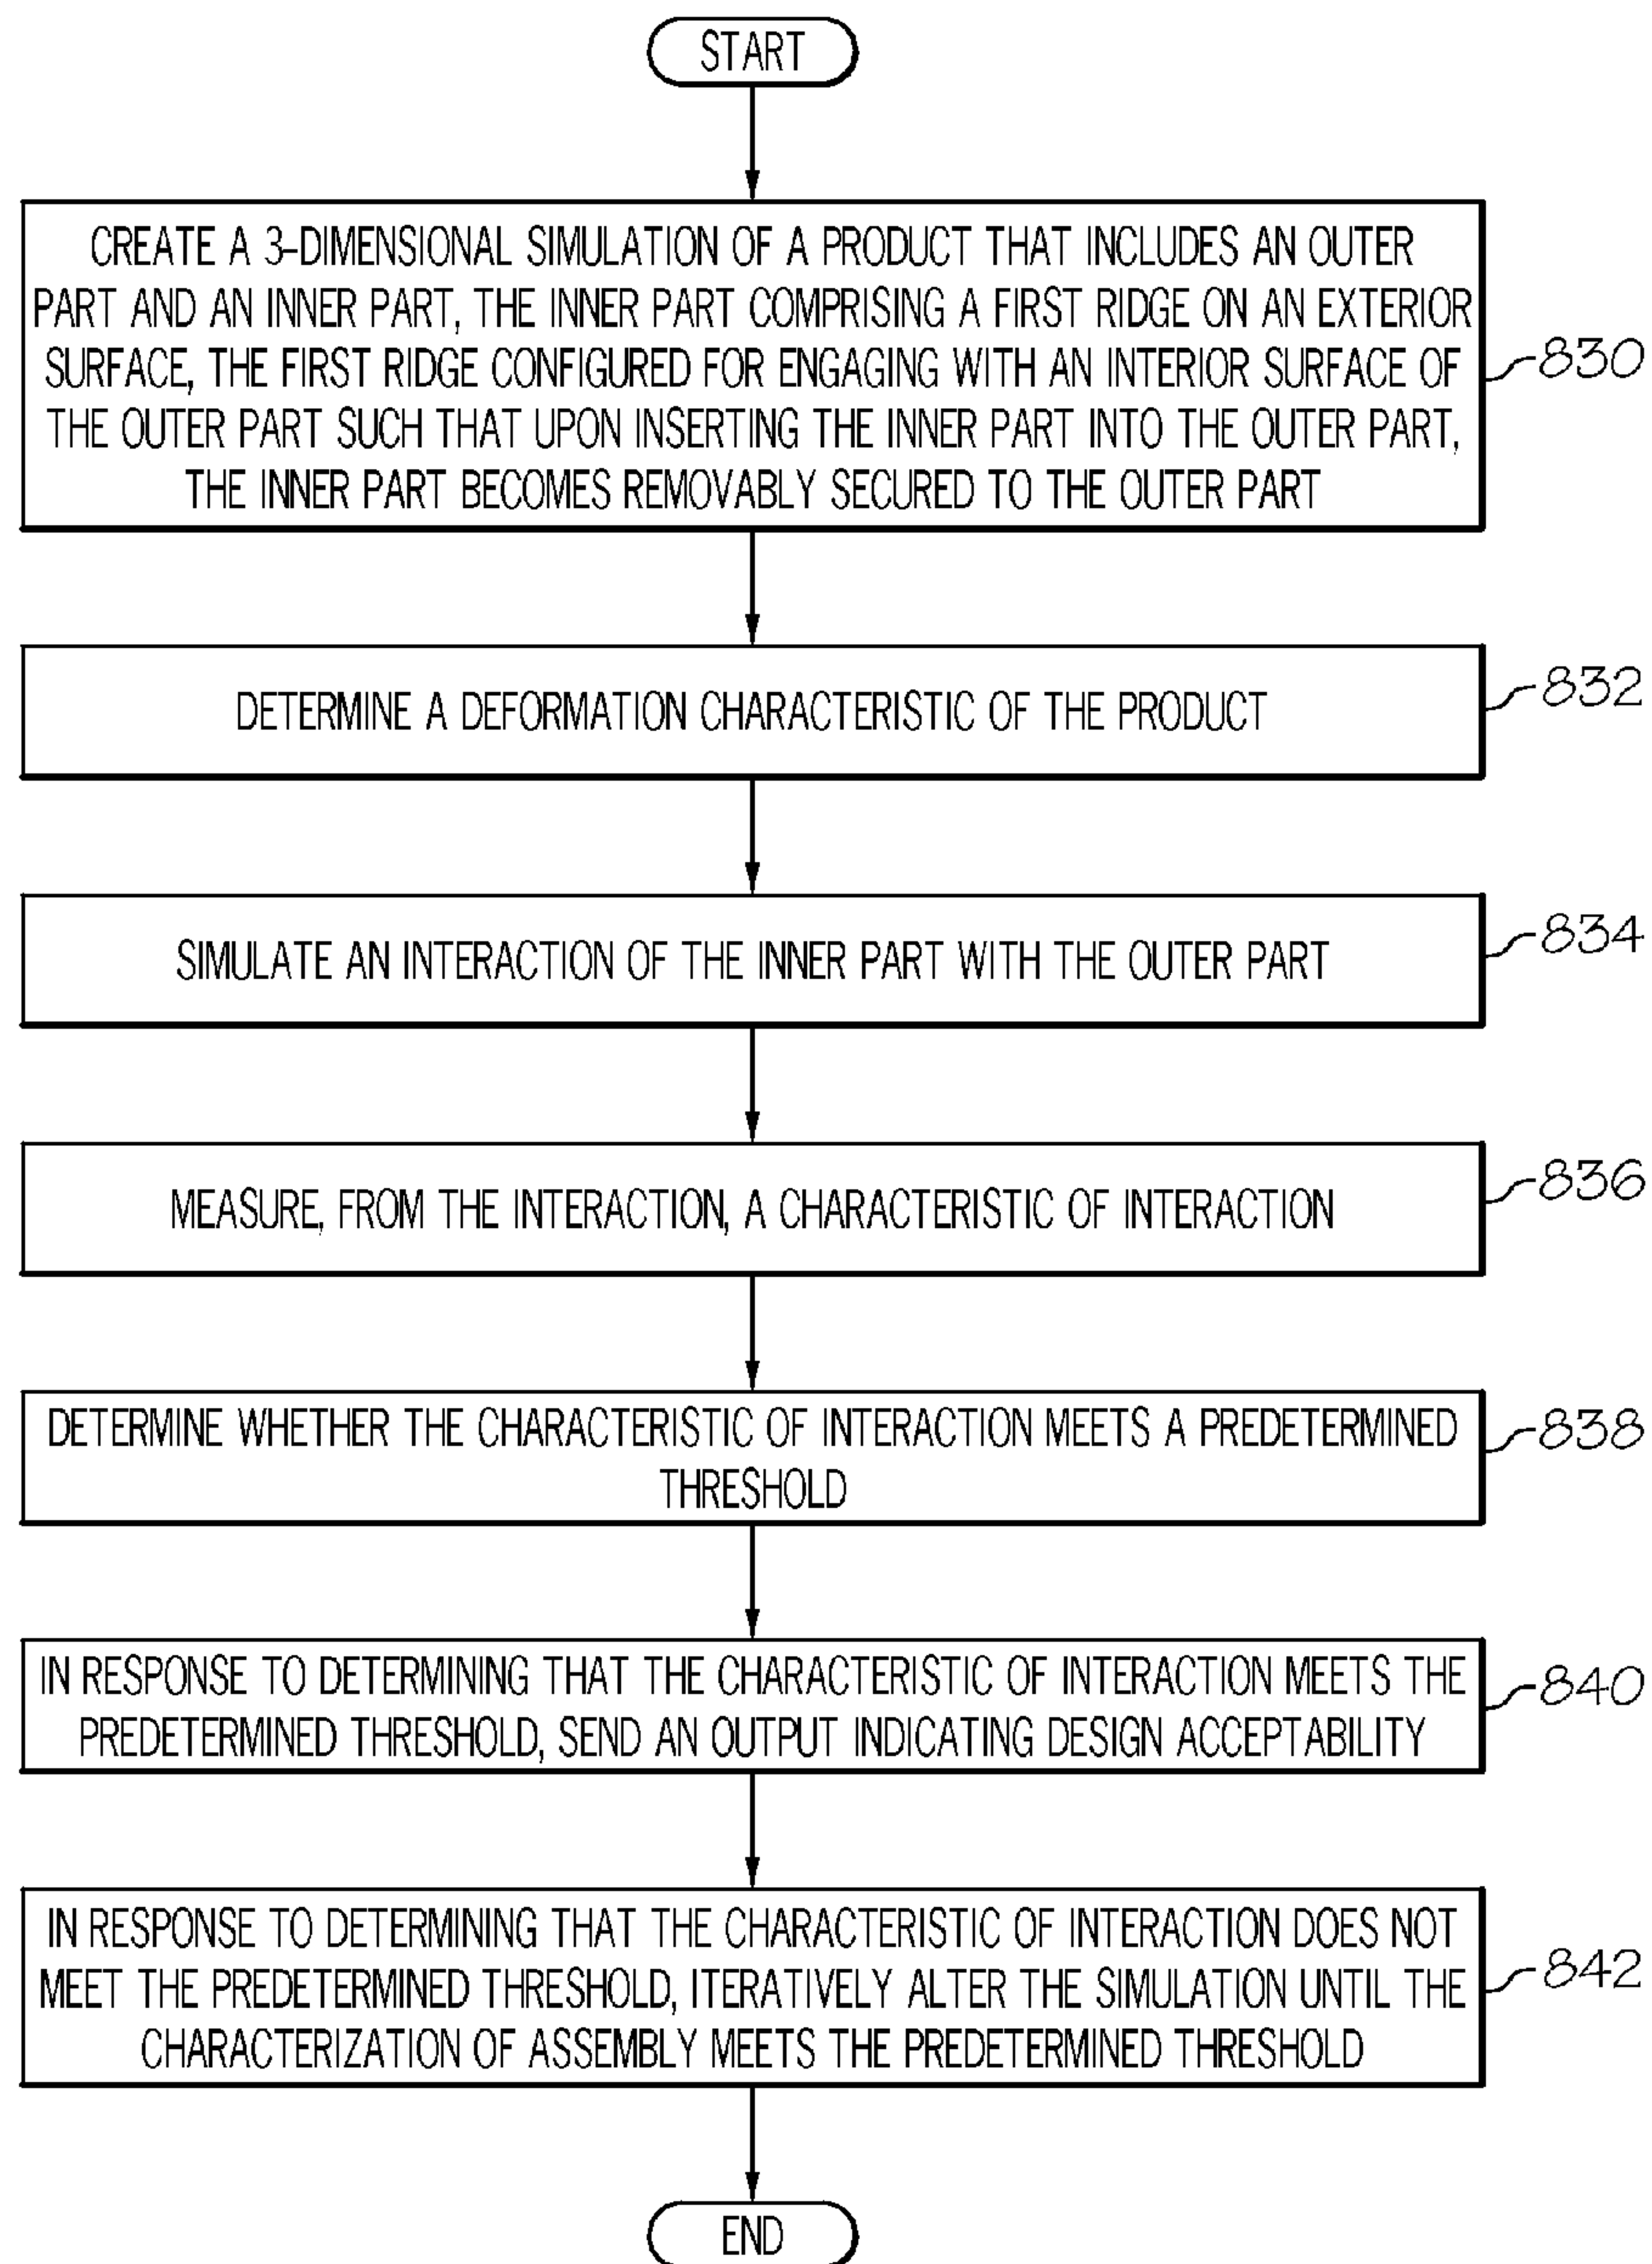 START
CREATE A 3-DIMENSIONAL SIMULATION OF A PRODUCT THAT INCLUDES AN OUTER
PART AND AN INNER PART, THE INNER PART COMPRISING A FIRST RIDGE ON AN EXTERIOR
SURFACE, THE FIRST RIDGE CONFIGURED FOR ENGAGING WITH AN INTERIOR SURFACE OF
THE OUTER PART SUCH THAT UPON INSERTING THE INNER PART INTO THE OUTER PART,
THE INNER PART BECOMES REMOVABLY SECURED TO THE OUTER PART
830
DETERMINE A DEFORMATION CHARACTERISTIC OF THE PRODUCT
832
SIMULATE AN INTERACTION OF THE INNER PART WITH THE OUTER PART
834
MEASURE, FROM THE INTERACTION, A CHARACTERISTIC OF INTERACTION
836
DETERMINE WHETHER THE CHARACTERISTIC OF INTERACTION MEETS A PREDETERMINED
THRESHOLD
838
IN RESPONSE TO DETERMINING THAT THE CHARACTERISTIC OF INTERACTION MEETS THE
PREDETERMINED THRESHOLD, SEND AN OUTPUT INDICATING DESIGN ACCEPTABILITY
840
IN RESPONSE TO DETERMINING THAT THE CHARACTERISTIC OF INTERACTION DOES NOT
MEET THE PREDETERMINED THRESHOLD, ITERATIVELY ALTER THE SIMULATION UNTIL THE
CHARACTERIZATION OF ASSEMBLY MEETS THE PREDETERMINED THRESHOLD
842
END